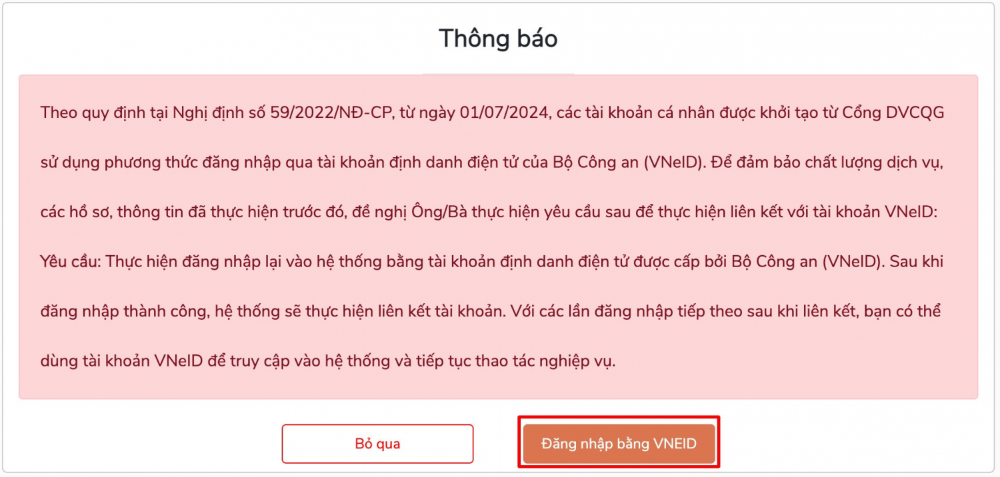 Thông báo
Theo quy định tại Nghị định số 59/2022/NĐ-CP, từ ngày 01/07/2024, các tài khoản cá nhân được khởi tạo từ Cổng DVCQG
sử dụng phương thức đăng nhập qua tài khoản định danh điện tử của Bộ Công an (VNeID). Để đảm bảo chất lượng dịch vụ,
các hồ sơ, thông tin đã thực hiện trước đó, đề nghị Ông/Bà thực hiện yêu cầu sau để thực hiện liên kết với tài khoản VNeID:
Yêu cầu: Thực hiện đăng nhập lại vào hệ thống bằng tài khoản định danh điện tử được cấp bởi Bộ Công an (VNeID). Sau khi
đăng nhập thành công, hệ thống sẽ thực hiện liên kết tài khoản. Với các lần đăng nhập tiếp theo sau khi liên kết, bạn có thể
dùng tài khoản VNeID để truy cập vào hệ thống và tiếp tục thao tác nghiệp vụ.
Bỏ qua
Đăng nhập bằng VNEID